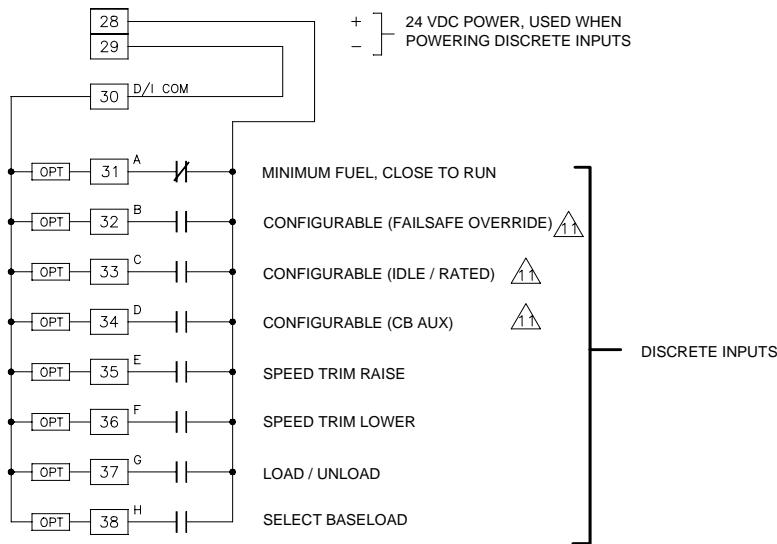 28
29
+ 24 VDC POWER, USED WHEN
− POWERING DISCRETE INPUTS
30 D/I COM
OPT 31 A MINIMUM FUEL, CLOSE TO RUN
OPT 32 B CONFIGURABLE (FAILSAFE OVERRIDE) 11
OPT 33 C CONFIGURABLE (IDLE / RATED) 11
OPT 34 D CONFIGURABLE (CB AUX) 11
DISCRETE INPUTS
OPT 35 E SPEED TRIM RAISE
OPT 36 F SPEED TRIM LOWER
OPT 37 G LOAD / UNLOAD
OPT 38 H SELECT BASELOAD